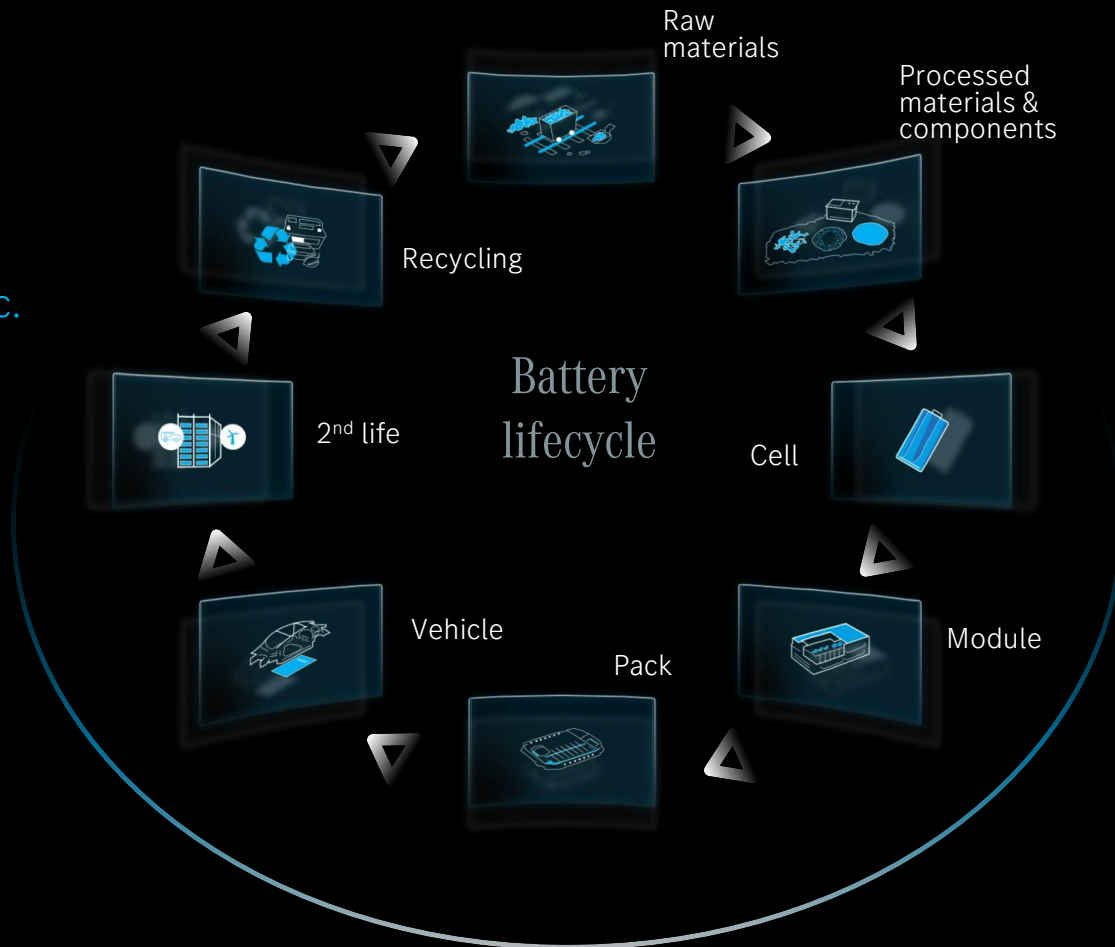 Raw
materials
Processed
materials &
components
Recycling
c.
Battery
lifecycle
2nd life
Cell
Vehicle
Module
Pack